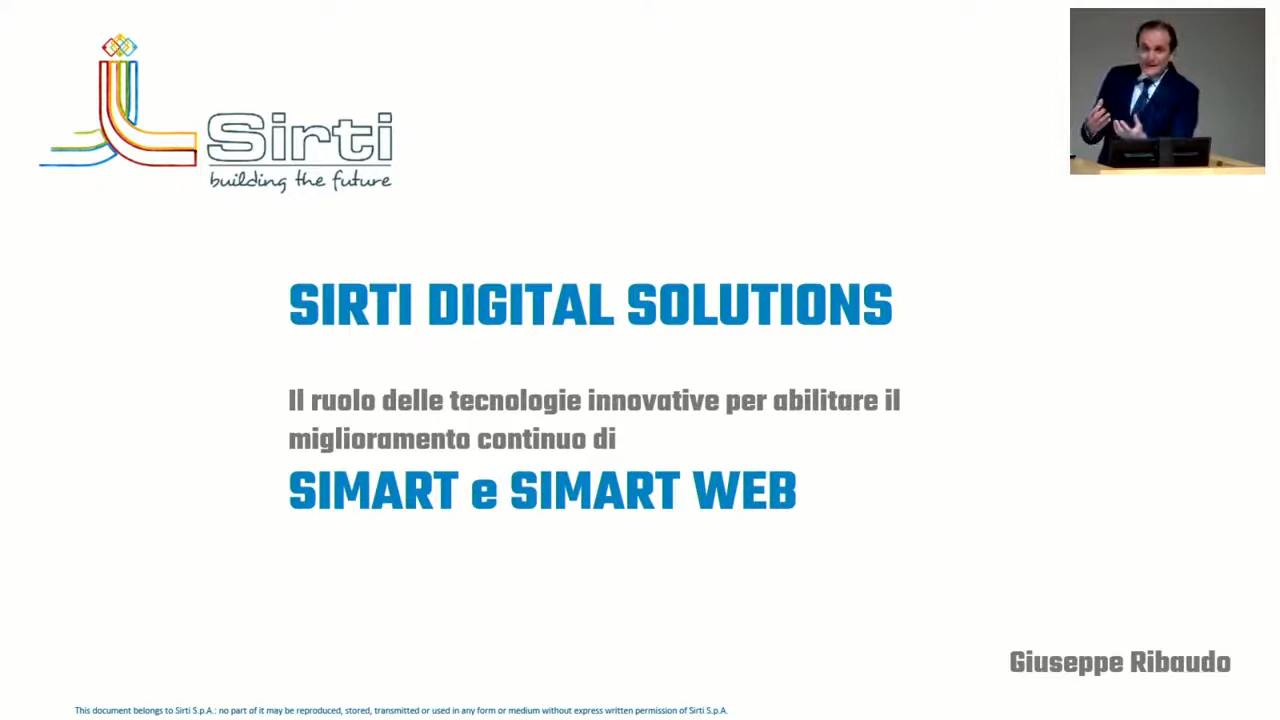 Sirti
building the future
SIRTI DIGITAL SOLUTIONS
Il ruolo delle tecnologie innovative per abilitare il
miglioramento continuo di
SIMART e SIMART WEB
Giuseppe Ribaudo
This document belongs to Sirti S.p.A.: no part of it may be reproduced, stored, transmitted or used in any form or medium without express written permission of Sirti S.p.A.